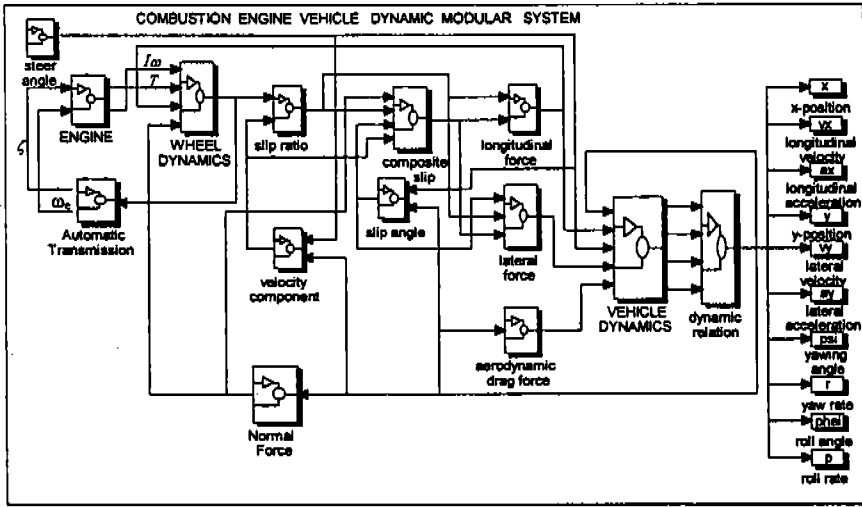 COMBUSTION ENGINE VEHICLE DYNAMIC MODULAR SYSTEM
steer
angle
Iω
T
ENGINE
WHEEL
DYNAMICS
slip ratio
composite
slip
longitudinal
force
ζ
ωe
Automatic
Transmission
velocity
component
slip angle
lateral
force
VEHICLE
DYNAMICS
dynamic
relation
aerodynamic
drag force
Normal
Force
x
x-position
vx
longitudinal
velocity
ax
longitudinal
acceleration
y
y-position
vy
lateral
velocity
ay
lateral
acceleration
psi
yawing
angle
r
yaw rate
phei
roll angle
p
roll rate